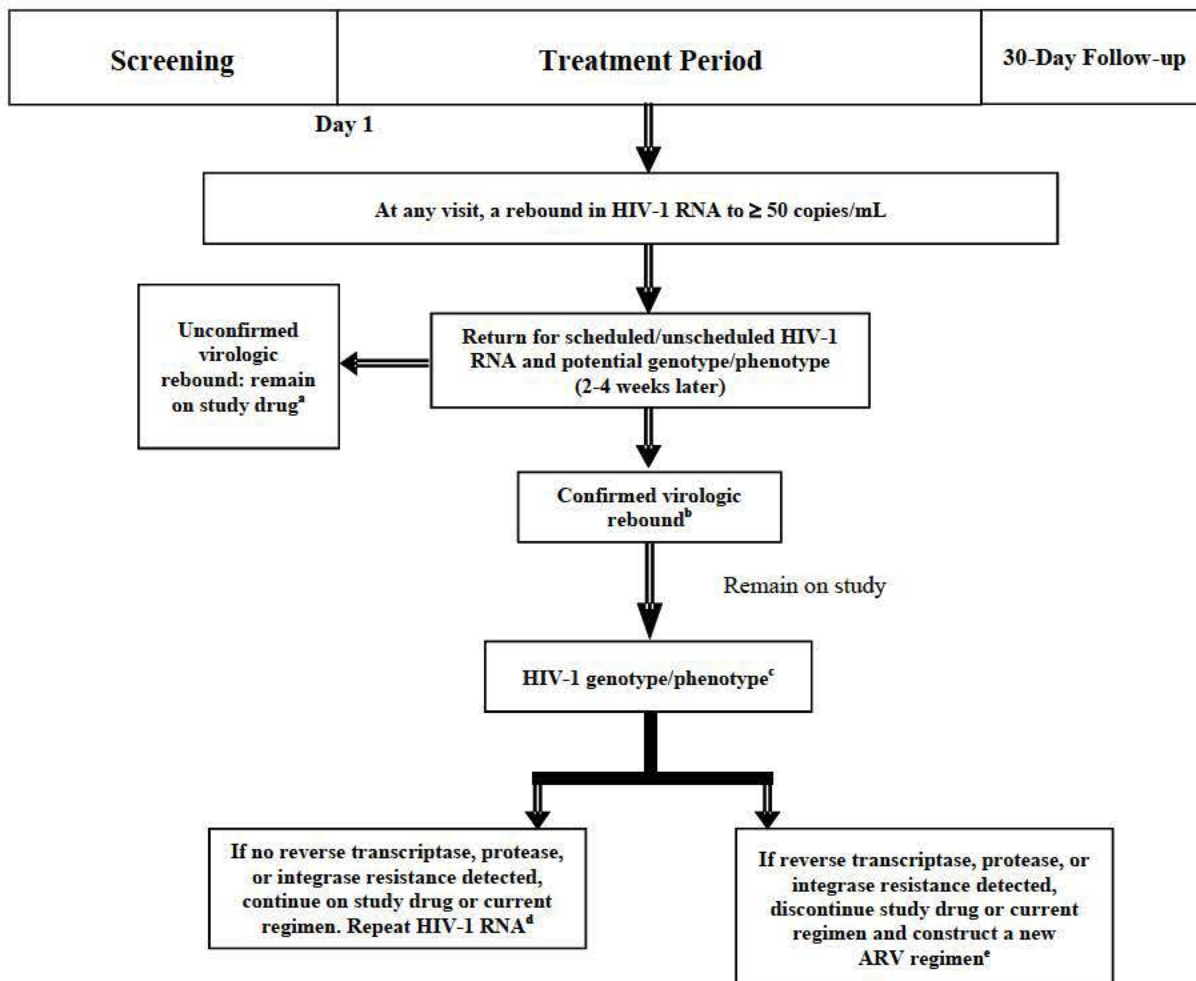 Screening
Treatment Period
30-Day Follow-up
Day 1
At any visit, a rebound in HIV-1 RNA to ≥ 50 copies/mL
Unconfirmed
virologic
rebound: remain
on study drugᵃ
Return for scheduled/unscheduled HIV-1
RNA and potential genotype/phenotype
(2-4 weeks later)
Confirmed virologic
reboundᵇ
Remain on study
HIV-1 genotype/phenotypeᶜ
If no reverse transcriptase, protease,
or integrase resistance detected,
continue on study drug or current
regimen. Repeat HIV-1 RNAᵈ
If reverse transcriptase, protease, or
integrase resistance detected,
discontinue study drug or current
regimen and construct a new
ARV regimenᵉ